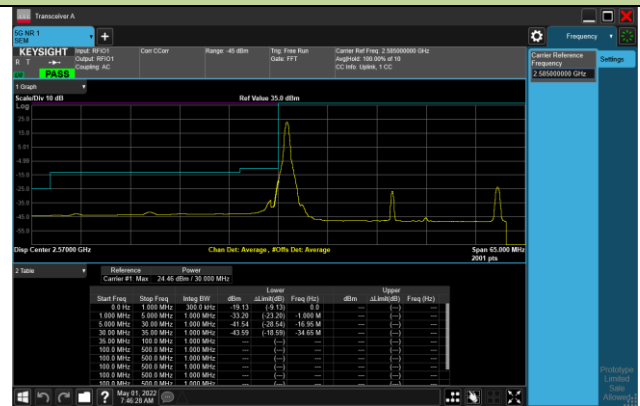 Transceiver A
5G NR 1
SEM
+
Frequency
KEYSIGHT
R T
PASS
Input: RFIO1
Output: RFIO1
Coupling: AC
Corr CCorr
Range: -45 dBm
Trig: Free Run
Gate: FFT
Carrier Ref Freq: 2.585000000 GHz
Avg|Hold: 100.00% of 10
CC Info: Uplink, 1 CC
Carrier Reference
Frequency
2.585000000 GHz
Settings
1 Graph
Scale/Div 10 dB
Ref Value 35.0 dBm
Log
25.0
15.0
5.01
-4.99
-15.0
-25.0
-35.0
-45.0
-55.0
Disp Center 2.57000 GHz
Chan Det: Average , #Offs Det: Average
Span 65.000 MHz
2001 pts
2 Table
Reference Power
Carrier #1 Max 24.46 dBm / 30.000 MHz
Lower Upper
Start Freq Stop Freq Integ BW dBm ΔLimit(dB) Freq (Hz) dBm ΔLimit(dB) Freq (Hz)
0.0 Hz 1.000 MHz 300.0 kHz -19.13 (-9.13) 0.0 --- (---) ---
1.000 MHz 5.000 MHz 1.000 MHz -33.20 (-23.20) -1.000 M --- (---) ---
5.000 MHz 30.00 MHz 1.000 MHz -41.54 (-28.54) -16.95 M --- (---) ---
30.00 MHz 35.00 MHz 1.000 MHz -43.59 (-18.59) -34.65 M --- (---) ---
35.00 MHz 100.0 MHz 1.000 MHz --- (---) --- --- (---) ---
100.0 MHz 500.0 MHz 1.000 MHz --- (---) --- --- (---) ---
100.0 MHz 500.0 MHz 1.000 MHz --- (---) --- --- (---) ---
100.0 MHz 500.0 MHz 1.000 MHz --- (---) --- --- (---) ---
100.0 MHz 500.0 MHz 1.000 MHz --- (---) --- --- (---) ---
100.0 MHz 500.0 MHz 1.000 MHz --- (---) --- --- (---) ---
?
May 01, 2022
7:46:20 AM
Prototype
Limited
Sale
Allowed